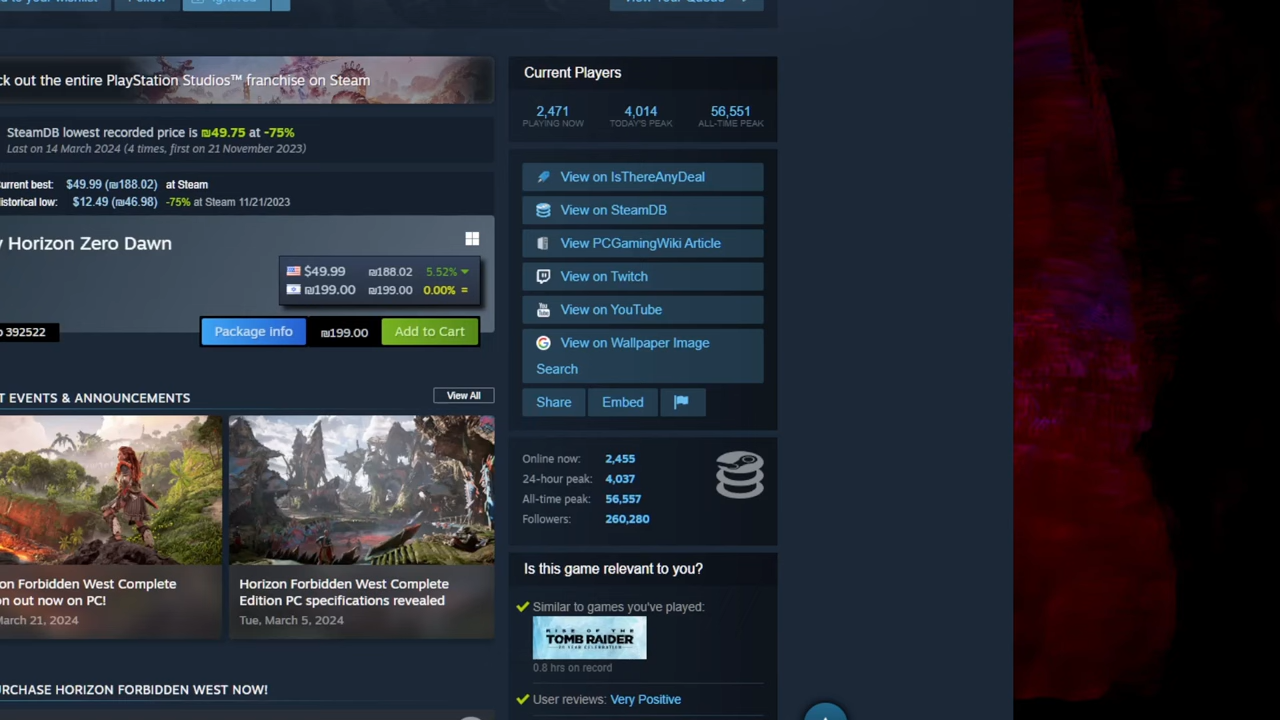 Ignored
ck out the entire PlayStation Studios™ franchise on Steam
SteamDB lowest recorded price is ₪49.75 at -75%
Last on 14 March 2024 (4 times, first on 21 November 2023)
urrent best: $49.99 (₪188.02) at Steam
istorical low: $12.49 (₪46.98) -75% at Steam 11/21/2023
y Horizon Zero Dawn
$49.99 ₪188.02 5.52%
₪199.00 ₪199.00 0.00% =
b 392522
Package info ₪199.00 Add to Cart
T EVENTS & ANNOUNCEMENTS
View All
on Forbidden West Complete
n out now on PC!
March 21, 2024
Horizon Forbidden West Complete
Edition PC specifications revealed
Tue, March 5, 2024
URCHASE HORIZON FORBIDDEN WEST NOW!
Current Players
2,471 4,014 56,551
PLAYING NOW TODAY'S PEAK ALL-TIME PEAK
View on IsThereAnyDeal
View on SteamDB
View PCGamingWiki Article
View on Twitch
You Tube View on YouTube
View on Wallpaper Image
Search
Share Embed
Online now: 2,455
24-hour peak: 4,037
All-time peak: 56,557
Followers: 260,280
Is this game relevant to you?
Similar to games you've played:
RISE OF THE
TOMB RAIDER
20 YEAR CELEBRATION
0.8 hrs on record
User reviews: Very Positive